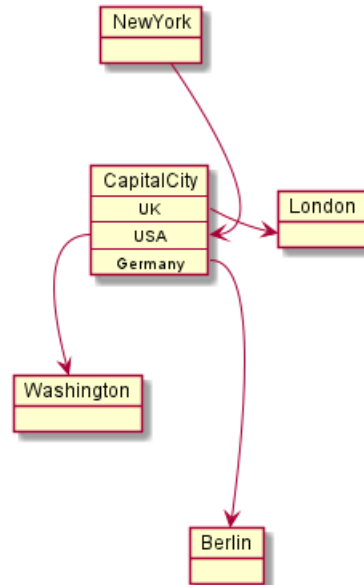 NewYork
CapitalCity
UK
USA
Germany
London
Washington
Berlin